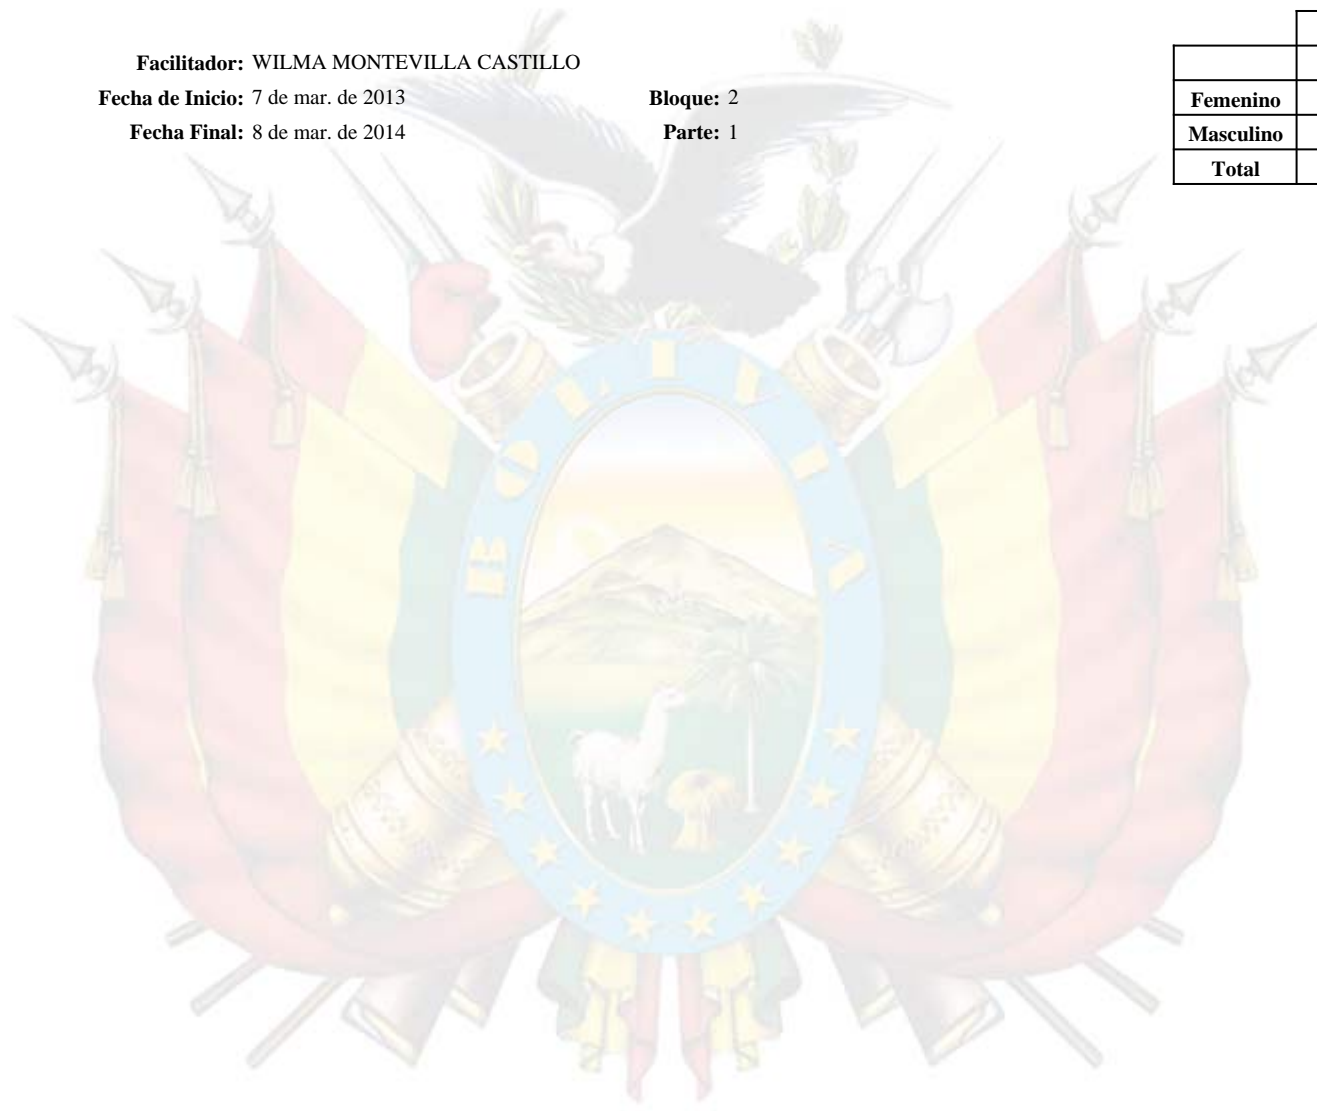 Facilitador: WILMA MONTEVILLA CASTILLO
Fecha de Inicio: 7 de mar. de 2013 Bloque: 2
Fecha Final: 8 de mar. de 2014 Parte: 1
Femenino
Masculino
Total
BOLIVIA